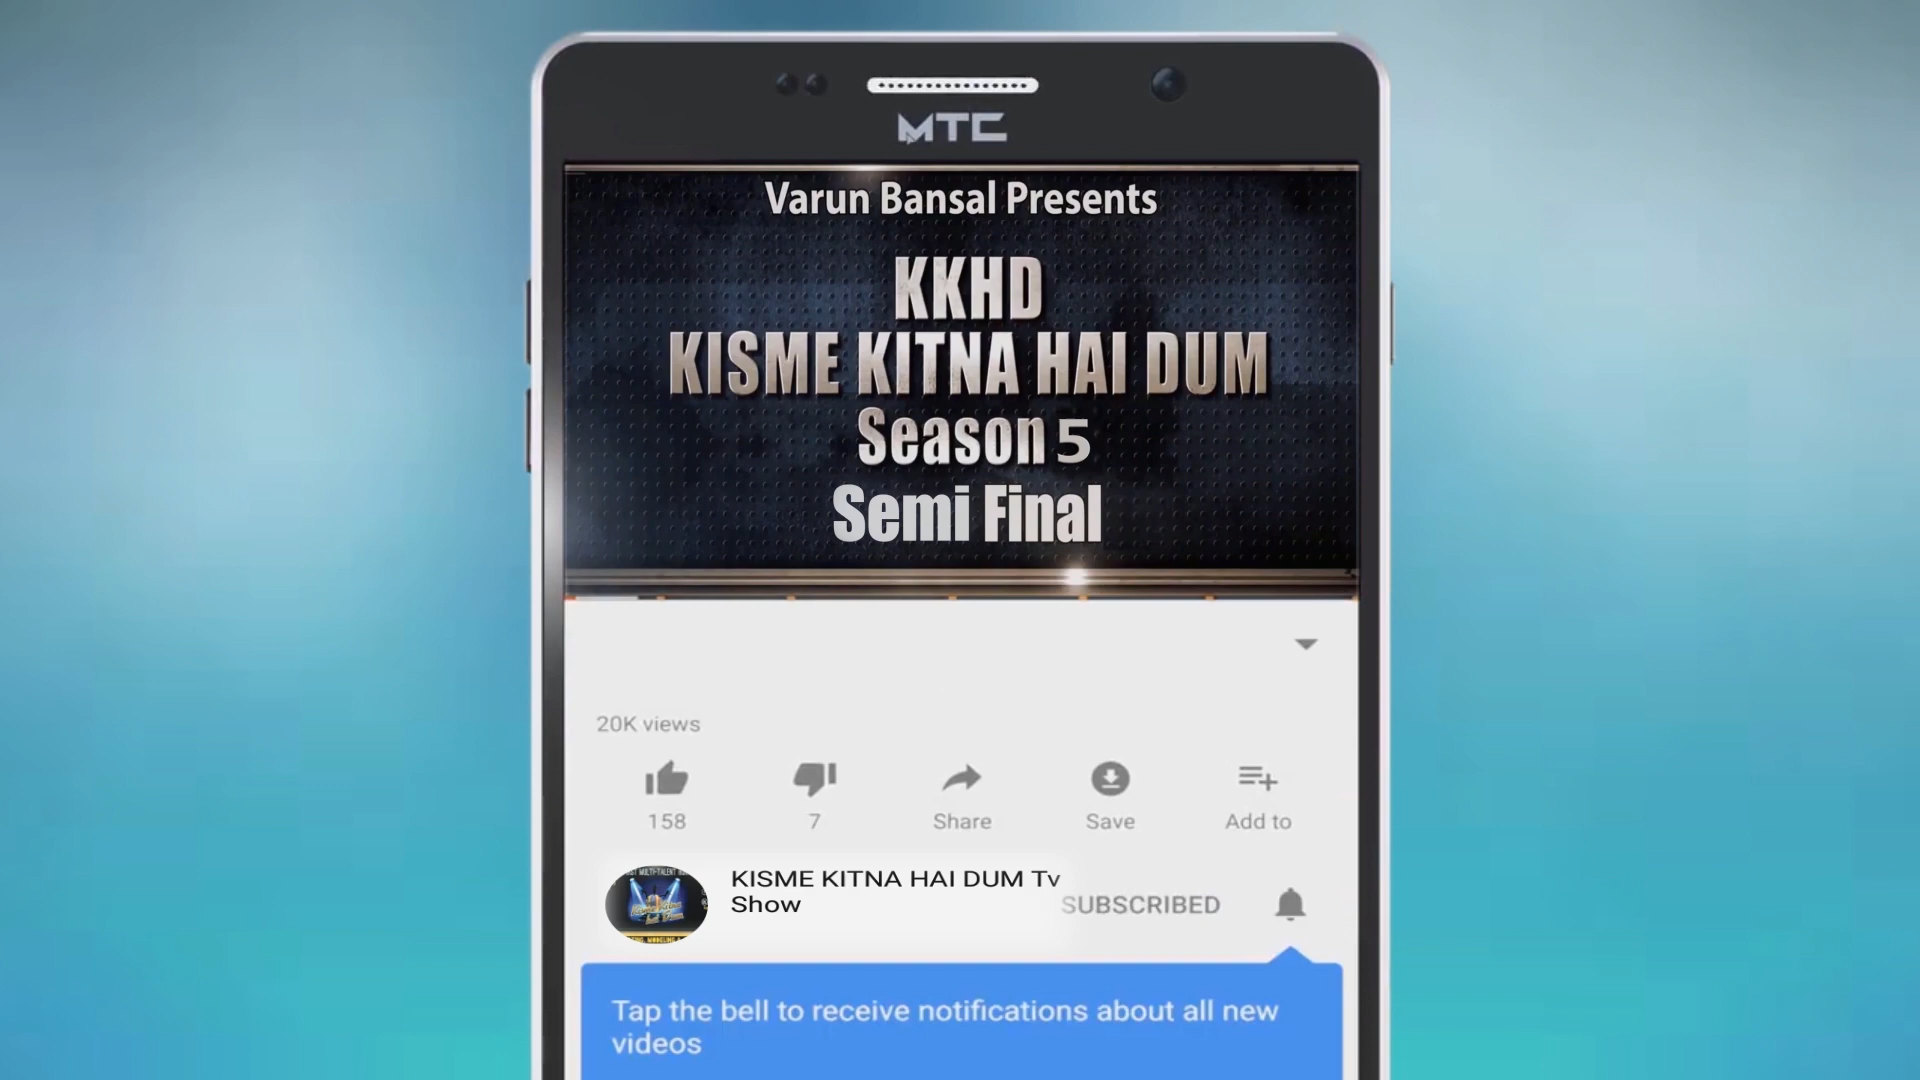 MTC
Varun Bansal Presents
KKHD
KISME KITNA HAI DUM
Season 5
Semi Final
20K views
158
7
Share
Save
Add to
KISME KITNA HAI DUM Tv
Show
SUBSCRIBED
Tap the bell to receive notifications about all new
videos